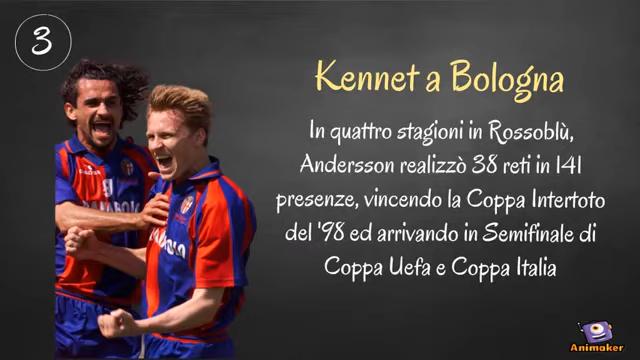 3
Kennet a Bologna
In quattro stagioni in Rossoblù,
Andersson realizzò 38 reti in 141
presenze, vincendo la Coppa Intertoto
del '98 ed arrivando in Semifinale di
Coppa Uefa e Coppa Italia
Animaker